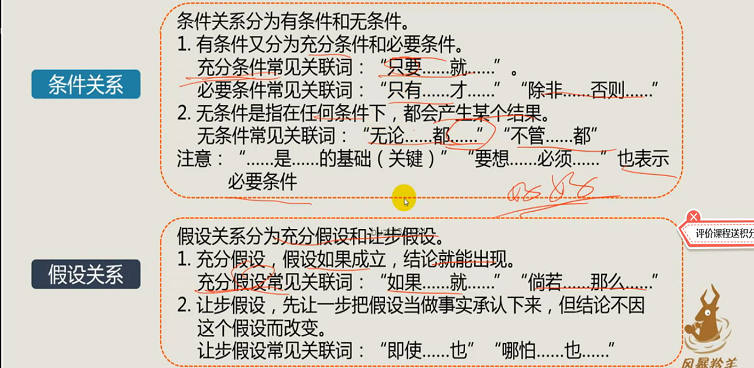 条件关系
条件关系分为有条件和无条件。
1. 有条件又分为充分条件和必要条件。
充分条件常见关联词：“只要……就……”。
必要条件常见关联词：“只有……才……”“除非……否则……”
2. 无条件是指在任何条件下，都会产生某个结果。
无条件常见关联词：“无论……都……”“不管……都”
注意：“……是……的基础（关键）”“要想……必须……”也表示
必要条件
假设关系
假设关系分为充分假设和让步假设。
1. 充分假设，假设如果成立，结论就能出现。
充分假设常见关联词：“如果……就……”“倘若……那么……”
2. 让步假设，先让一步把假设当做事实承认下来，但结论不因
这个假设而改变。
让步假设常见关联词：“即使……也”“哪怕……也……”
评价课程送积分
风暴羚羊